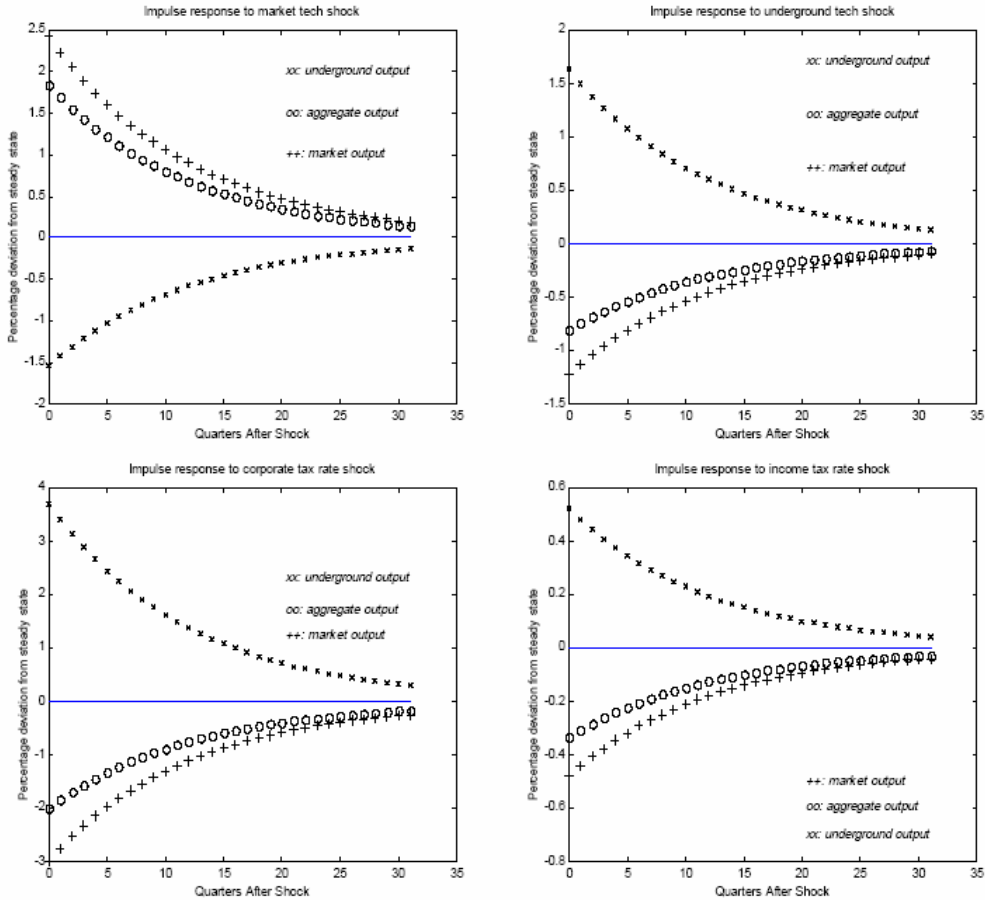 Impulse response to market tech shock
2.5
2
1.5
1
0.5
0
-0.5
-1
-1.5
-2
Percentage deviation from steady state
xx: underground output
oo: aggregate output
++: market output
0 5 10 15 20 25 30 35
Quarters After Shock
Impulse response to underground tech shock
2
1.5
1
0.5
0
-0.5
-1
-1.5
Percentage deviation from steady state
xx: underground output
oo: aggregate output
++: market output
0 5 10 15 20 25 30 35
Quarters After Shock
Impulse response to corporate tax rate shock
4
3
2
1
0
-1
-2
-3
Percentage deviation from steady state
xx: underground output
oo: aggregate output
++: market output
0 5 10 15 20 25 30 35
Quarters After Shock
Impulse response to income tax rate shock
0.6
0.4
0.2
0
-0.2
-0.4
-0.6
-0.8
Percentage deviation from steady state
++: market output
oo: aggregate output
xx: underground output
0 5 10 15 20 25 30 35
Quarters After Shock